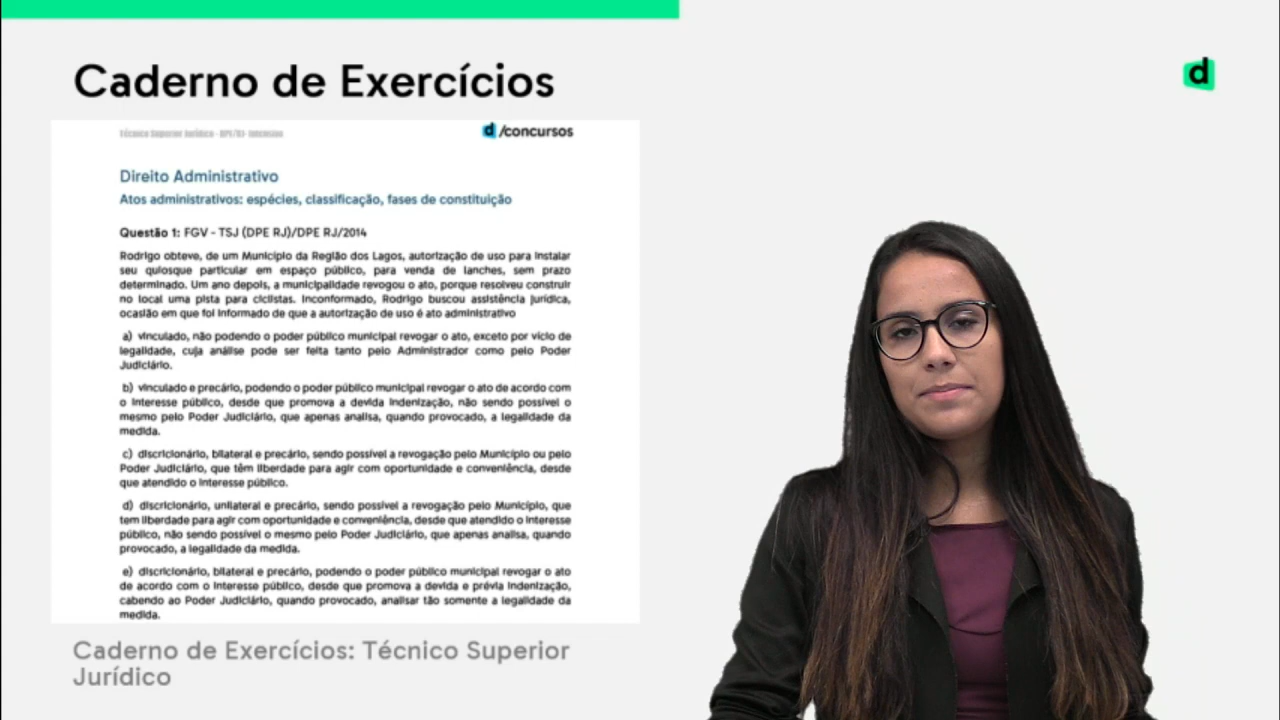 Caderno de Exercícios
d
Técnico Superior Jurídico - DPE/RJ- Intensivo
d /concursos
Direito Administrativo
Atos administrativos: espécies, classificação, fases de constituição
Questão 1: FGV - TSJ (DPE RJ)/DPE RJ/2014
Rodrigo obteve, de um Município da Região dos Lagos, autorização de uso para instalar
seu quiosque particular em espaço público, para venda de lanches, sem prazo
determinado. Um ano depois, a municipalidade revogou o ato, porque resolveu construir
no local uma pista para ciclistas. Inconformado, Rodrigo buscou assistência jurídica,
ocasião em que foi informado de que a autorização de uso é ato administrativo
a) vinculado, não podendo o poder público municipal revogar o ato, exceto por vício de
legalidade, cuja análise pode ser feita tanto pelo Administrador como pelo Poder
Judiciário.
b) vinculado e precário, podendo o poder público municipal revogar o ato de acordo com
o interesse público, desde que promova a devida indenização, não sendo possível o
mesmo pelo Poder Judiciário, que apenas analisa, quando provocado, a legalidade da
medida.
c) discricionário, bilateral e precário, sendo possível a revogação pelo Município ou pelo
Poder Judiciário, que têm liberdade para agir com oportunidade e conveniência, desde
que atendido o interesse público.
d) discricionário, unilateral e precário, sendo possível a revogação pelo Município, que
tem liberdade para agir com oportunidade e conveniência, desde que atendido o interesse
público, não sendo possível o mesmo pelo Poder Judiciário, que apenas analisa, quando
provocado, a legalidade da medida.
e) discricionário, bilateral e precário, podendo o poder público municipal revogar o ato
de acordo com o interesse público, desde que promova a devida e prévia indenização,
cabendo ao Poder Judiciário, quando provocado, analisar tão somente a legalidade da
medida.
Caderno de Exercícios: Técnico Superior
Jurídico